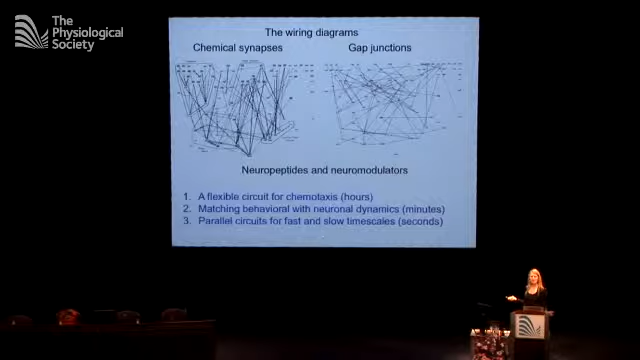 The
Physiological
Society
The wiring diagrams
Chemical synapses
Gap junctions
Neuropeptides and neuromodulators
1. A flexible circuit for chemotaxis (hours)
2. Matching behavioral with neuronal dynamics (minutes)
3. Parallel circuits for fast and slow timescales (seconds)